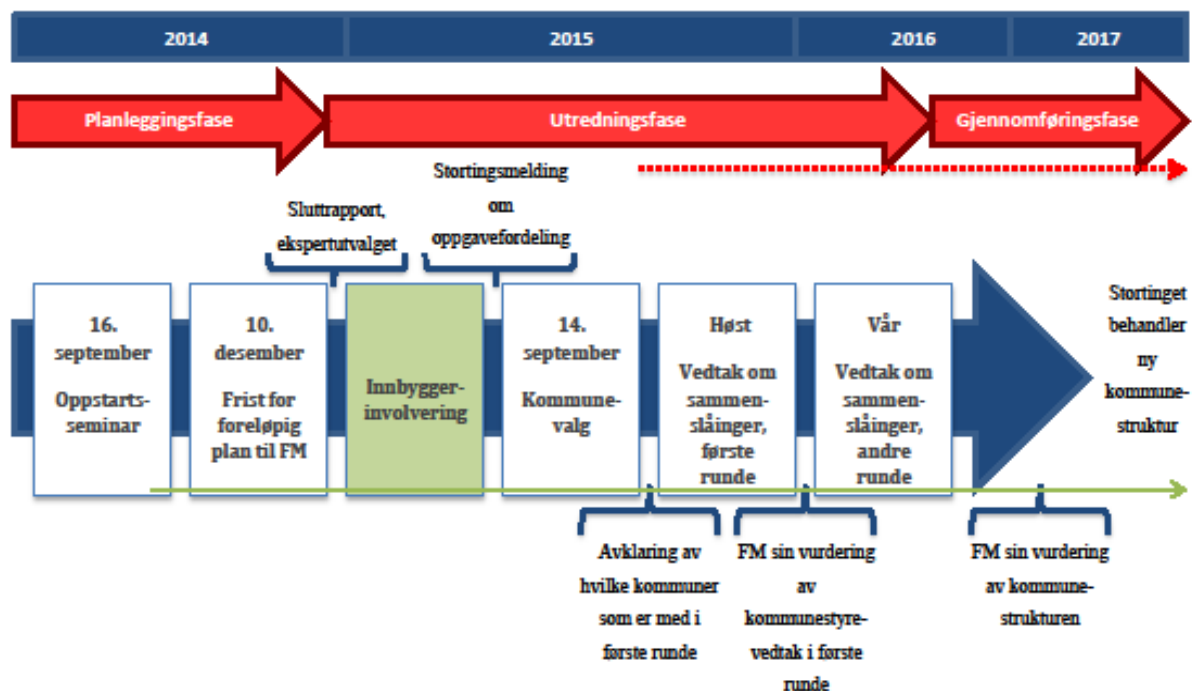 2014
2015
2016
2017
Planleggingsfase
Utredningsfase
Gjennomføringsfase
Sluttrapport,
ekspertutvalget
Stortingsmelding
om
oppgavefordeling
16.
september
Oppstarts-
seminar
10.
desember
Frist for
foreløpig
plan til FM
Innbygger-
involvering
14.
september
Kommune-
valg
Høst
Vedtak om
sammen-
slåinger,
første
runde
Vår
Vedtak om
sammen-
slåinger,
andre
runde
Stortinget
behandler
ny
kommune-
struktur
Avklaring av
hvilke kommuner
som er med i
første runde
FM sin vurdering
av
kommunestyre-
vedtak i første
runde
FM sin vurdering
av kommune-
strukturen